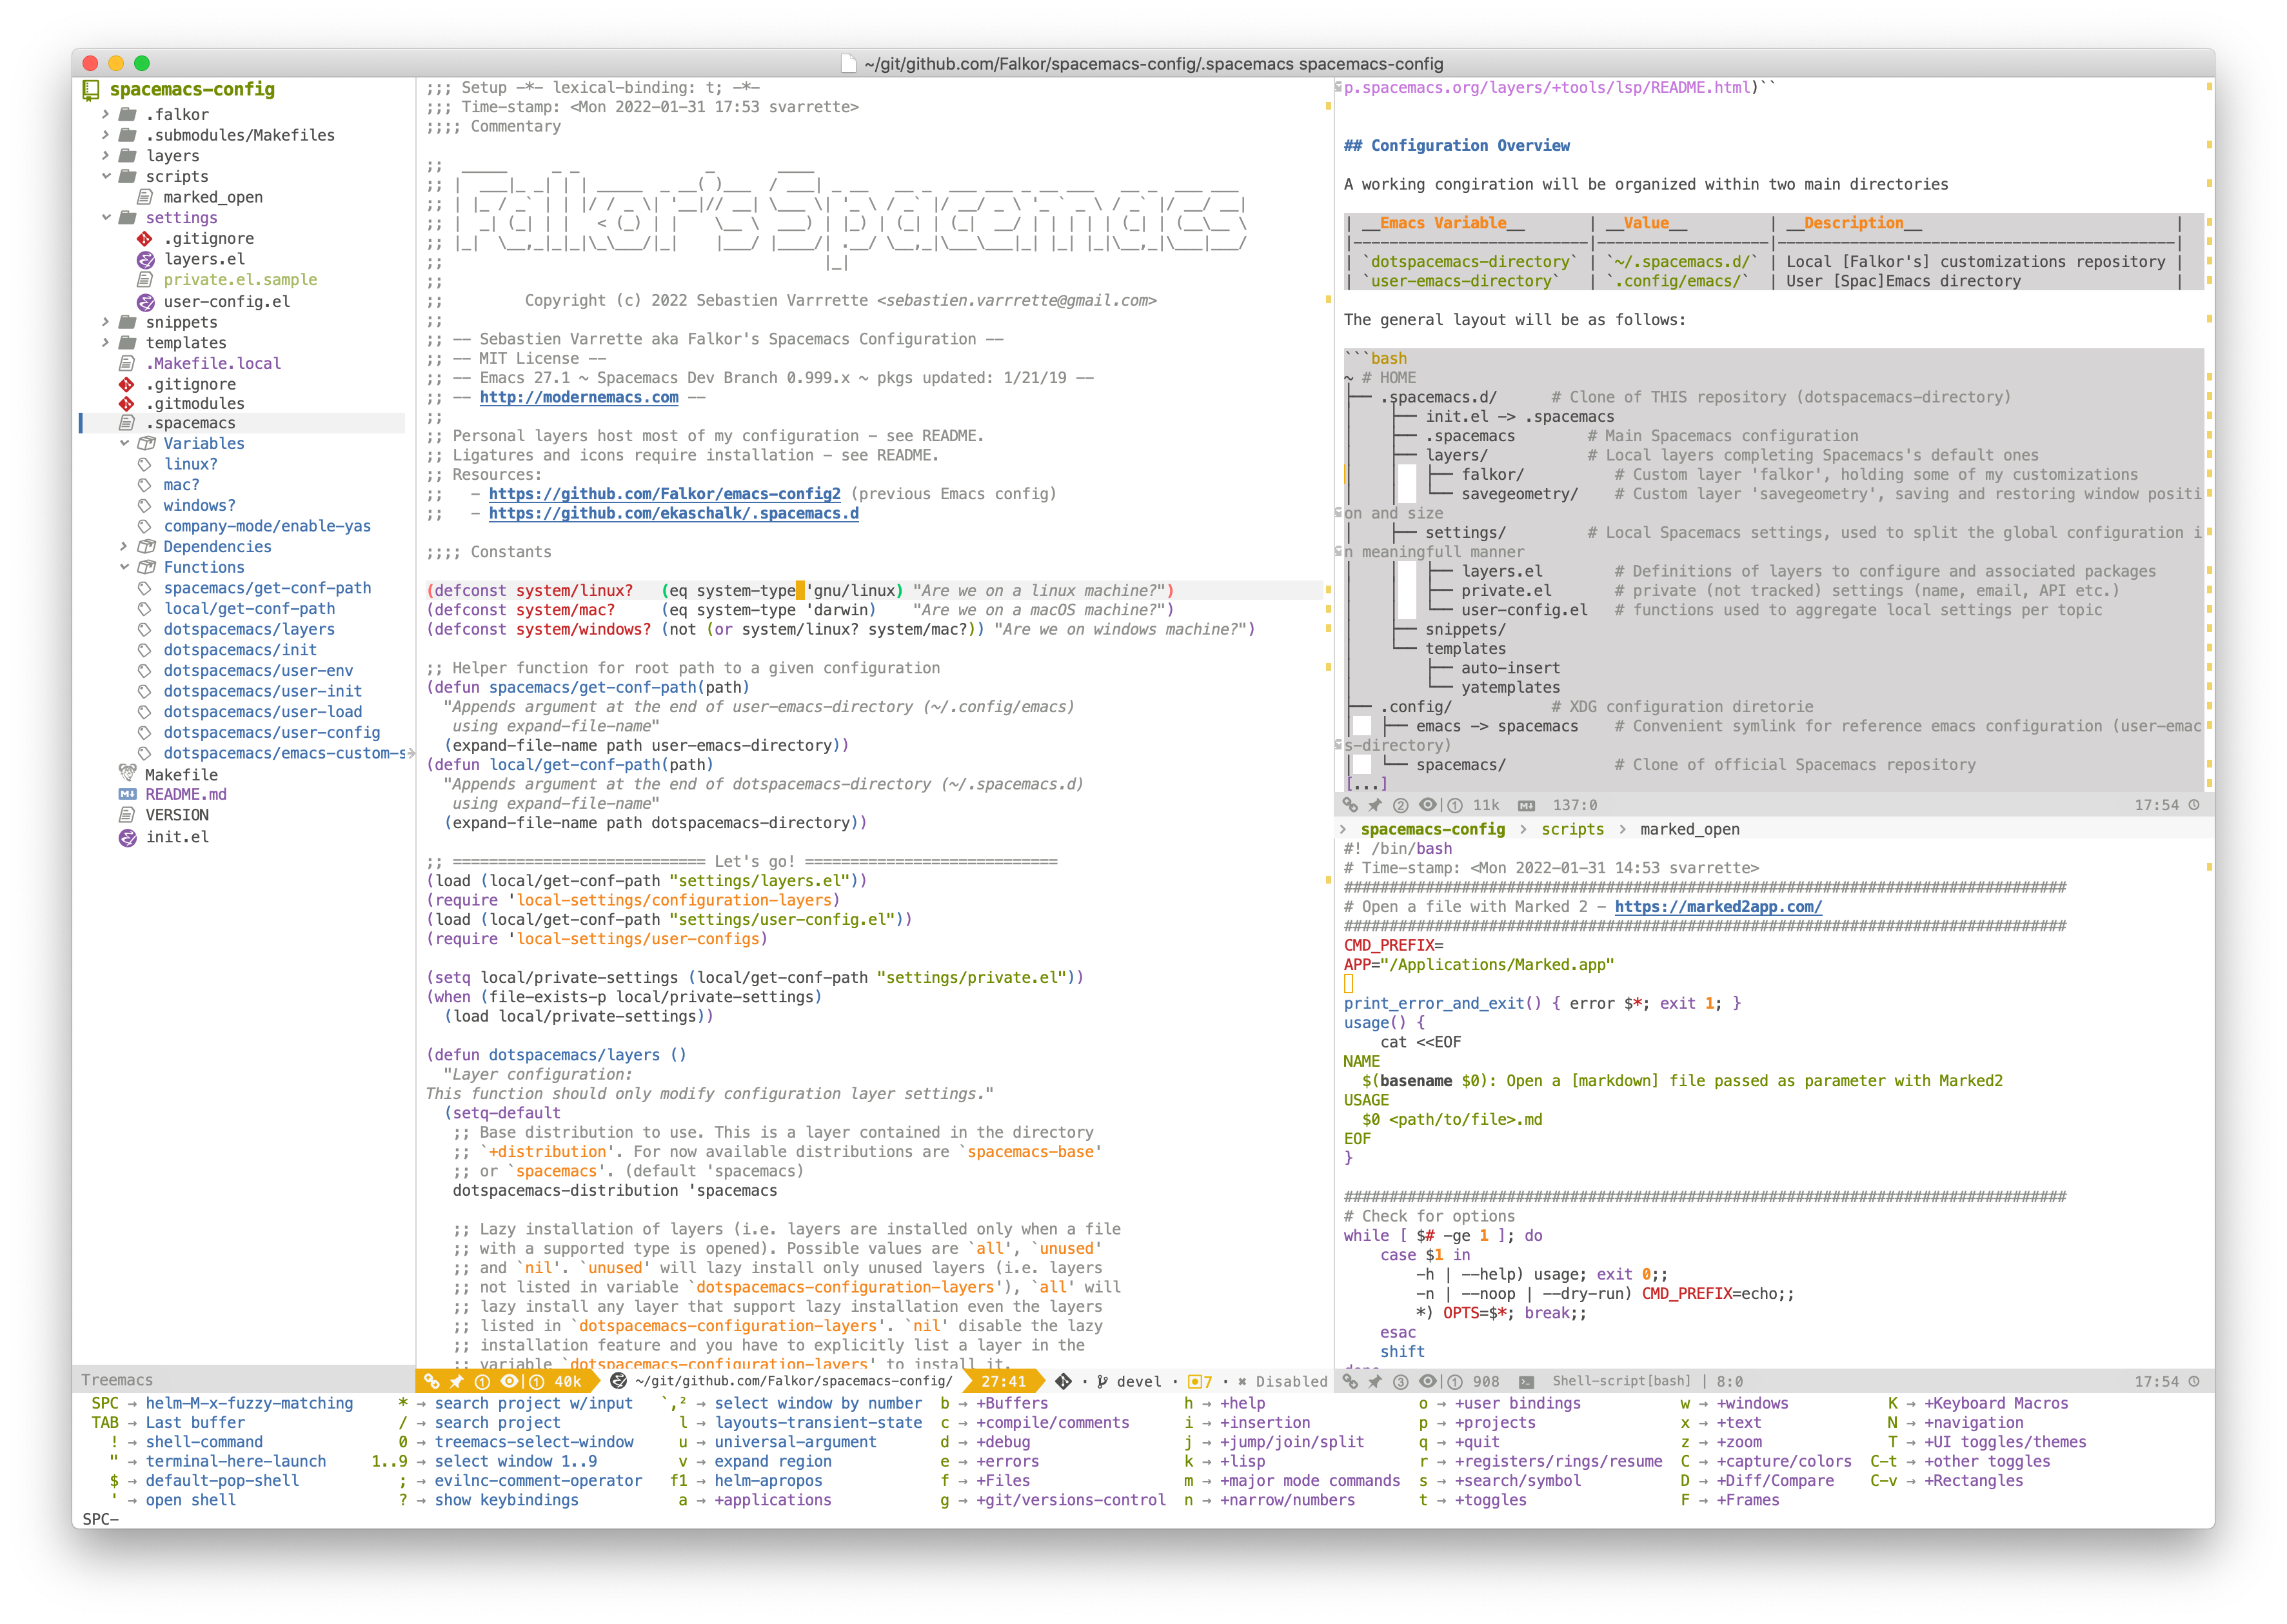 ~/git/github.com/Falkor/spacemacs-config/.spacemacs spacemacs-config
spacemacs-config
.falkor
.submodules/Makefiles
layers
scripts
marked_open
settings
.gitignore
layers.el
private.el.sample
user-config.el
snippets
templates
.Makefile.local
.gitignore
.gitmodules
.spacemacs
Variables
linux?
mac?
windows?
company-mode/enable-yas
Dependencies
Functions
spacemacs/get-conf-path
local/get-conf-path
dotspacemacs/layers
dotspacemacs/init
dotspacemacs/user-env
dotspacemacs/user-init
dotspacemacs/user-load
dotspacemacs/user-config
dotspacemacs/emacs-custom-s
Makefile
README.md
VERSION
init.el
Treemacs
;;; Setup -*- lexical-binding: t; -*-
;;; Time-stamp: <Mon 2022-01-31 17:53 svarrette>
;;;; Commentary
;;
;; Falkor's Spacemacs
;;
;; Copyright (c) 2022 Sebastien Varrrette <sebastien.varrrette@gmail.com>
;;
;; -- Sebastien Varrette aka Falkor's Spacemacs Configuration --
;; -- MIT License --
;; -- Emacs 27.1 ~ Spacemacs Dev Branch 0.999.x ~ pkgs updated: 1/21/19 --
;; -- http://modernemacs.com --
;;
;; Personal layers host most of my configuration - see README.
;; Ligatures and icons require installation - see README.
;; Resources:
;;   - https://github.com/Falkor/emacs-config2 (previous Emacs config)
;;   - https://github.com/ekaschalk/.spacemacs.d
;;;; Constants
(defconst system/linux?   (eq system-type 'gnu/linux) "Are we on a linux machine?")
(defconst system/mac?     (eq system-type 'darwin)    "Are we on a macOS machine?")
(defconst system/windows? (not (or system/linux? system/mac?)) "Are we on windows machine?")
;; Helper function for root path to a given configuration
(defun spacemacs/get-conf-path(path)
"Appends argument at the end of user-emacs-directory (~/.config/emacs)
using expand-file-name"
(expand-file-name path user-emacs-directory))
(defun local/get-conf-path(path)
"Appends argument at the end of dotspacemacs-directory (~/.spacemacs.d)
using expand-file-name"
(expand-file-name path dotspacemacs-directory))
;; ============================ Let's go! ============================
(load (local/get-conf-path "settings/layers.el"))
(require 'local-settings/configuration-layers)
(load (local/get-conf-path "settings/user-config.el"))
(require 'local-settings/user-configs)
(setq local/private-settings (local/get-conf-path "settings/private.el"))
(when (file-exists-p local/private-settings)
(load local/private-settings))
(defun dotspacemacs/layers ()
"Layer configuration:
This function should only modify configuration layer settings."
(setq-default
;; Base distribution to use. This is a layer contained in the directory
;; `+distribution'. For now available distributions are `spacemacs-base'
;; or `spacemacs'. (default 'spacemacs)
dotspacemacs-distribution 'spacemacs
;; Lazy installation of layers (i.e. layers are installed only when a file
;; with a supported type is opened). Possible values are `all', `unused'
;; and `nil'. `unused' will lazy install only unused layers (i.e. layers
;; not listed in variable `dotspacemacs-configuration-layers'), `all' will
;; lazy install any layer that support lazy installation even the layers
;; listed in `dotspacemacs-configuration-layers'. `nil' disable the lazy
;; installation feature and you have to explicitly list a layer in the
;; variable `dotspacemacs-configuration-layers' to install it.
① ① 40k ~/git/github.com/Falkor/spacemacs-config/ 27:41 · devel · 7 · ✖ Disabled
p.spacemacs.org/layers/+tools/lsp/README.html)``
## Configuration Overview
A working congiration will be organized within two main directories
| __Emacs Variable__ | __Value__ | __Description__ |
|--------------------------|-------------------|--------------------------------------------|
| `dotspacemacs-directory` | `~/.spacemacs.d/` | Local [Falkor's] customizations repository |
| `user-emacs-directory` | `.config/emacs/` | User [Spac]Emacs directory |
The general layout will be as follows:
```bash
~ # HOME
├── .spacemacs.d/ # Clone of THIS repository (dotspacemacs-directory)
│ ├── init.el -> .spacemacs
│ ├── .spacemacs # Main Spacemacs configuration
│ ├── layers/ # Local layers completing Spacemacs's default ones
│ │ ├── falkor/ # Custom layer 'falkor', holding some of my customizations
│ │ └── savegeometry/ # Custom layer 'savegeometry', saving and restoring window positi
on and size
│ ├── settings/ # Local Spacemacs settings, used to split the global configuration i
n meaningfull manner
│ │ ├── layers.el # Definitions of layers to configure and associated packages
│ │ ├── private.el # private (not tracked) settings (name, email, API etc.)
│ │ └── user-config.el # functions used to aggregate local settings per topic
│ ├── snippets/
│ └── templates
│ ├── auto-insert
│ └── yatemplates
├── .config/ # XDG configuration diretorie
│ ├── emacs -> spacemacs # Convenient symlink for reference emacs configuration (user-emac
s-directory)
│ └── spacemacs/ # Clone of official Spacemacs repository
[...]
② ① 11k 137:0 17:54
> spacemacs-config > scripts > marked_open
#! /bin/bash
# Time-stamp: <Mon 2022-01-31 14:53 svarrette>
################################################################################
# Open a file with Marked 2 - https://marked2app.com/
################################################################################
CMD_PREFIX=
APP="/Applications/Marked.app"
print_error_and_exit() { error $*; exit 1; }
usage() {
cat <<EOF
NAME
$(basename $0): Open a [markdown] file passed as parameter with Marked2
USAGE
$0 <path/to/file>.md
EOF
}
################################################################################
# Check for options
while [ $# -ge 1 ]; do
case $1 in
-h | --help) usage; exit 0;;
-n | --noop | --dry-run) CMD_PREFIX=echo;;
*) OPTS=$*; break;;
esac
shift
done
③ ① 908 Shell-script[bash] | 8:0 17:54
SPC → helm-M-x-fuzzy-matching * → search project w/input `,² → select window by number b → +Buffers h → +help o → +user bindings w → +windows K → +Keyboard Macros
TAB → Last buffer / → search project l → layouts-transient-state c → +compile/comments i → +insertion p → +projects x → +text N → +navigation
! → shell-command 0 → treemacs-select-window u → universal-argument d → +debug j → +jump/join/split q → +quit z → +zoom T → +UI toggles/themes
" → terminal-here-launch 1..9 → select window 1..9 v → expand region e → +errors k → +lisp r → +registers/rings/resume C → +capture/colors C-t → +other toggles
$ → default-pop-shell ; → evilnc-comment-operator f1 → helm-apropos f → +Files m → +major mode commands s → +search/symbol D → +Diff/Compare C-v → +Rectangles
' → open shell ? → show keybindings a → +applications g → +git/versions-control n → +narrow/numbers t → +toggles F → +Frames
SPC-